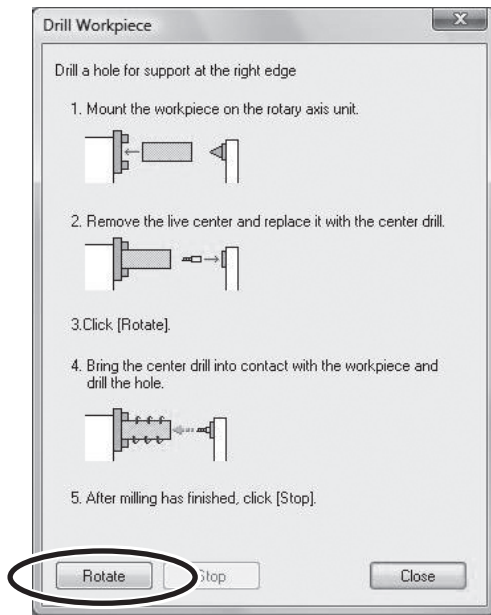 Drill Workpiece
Drill a hole for support at the right edge
1. Mount the workpiece on the rotary axis unit.
2. Remove the live center and replace it with the center drill.
3.Click [Rotate].
4. Bring the center drill into contact with the workpiece and
drill the hole.
5. After milling has finished, click [Stop].
Rotate Stop Close